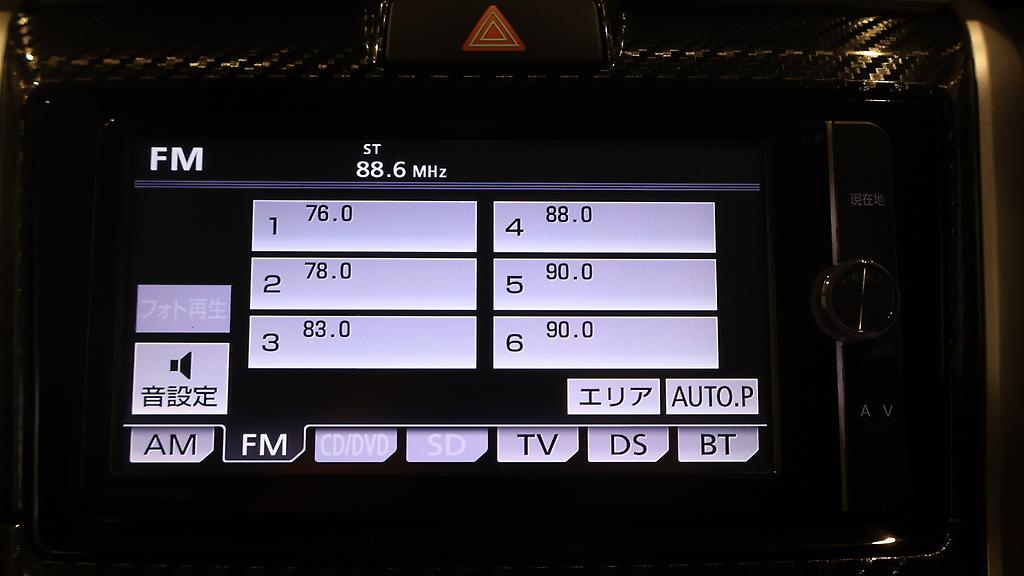 FM
ST
88.6 MHz
1 76.0
4 88.0
2 78.0
5 90.0
3 83.0
6 90.0
フォト再生
音設定
エリア
AUTO.P
AM
FM
CD/DVD
SD
TV
DS
BT
現在地
A V